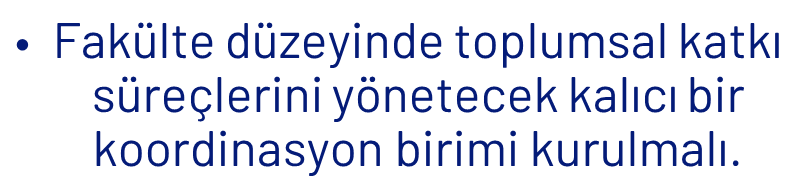 • Fakülte düzeyinde toplumsal katkı
süreçlerini yönetecek kalıcı bir
koordinasyon birimi kurulmalı.